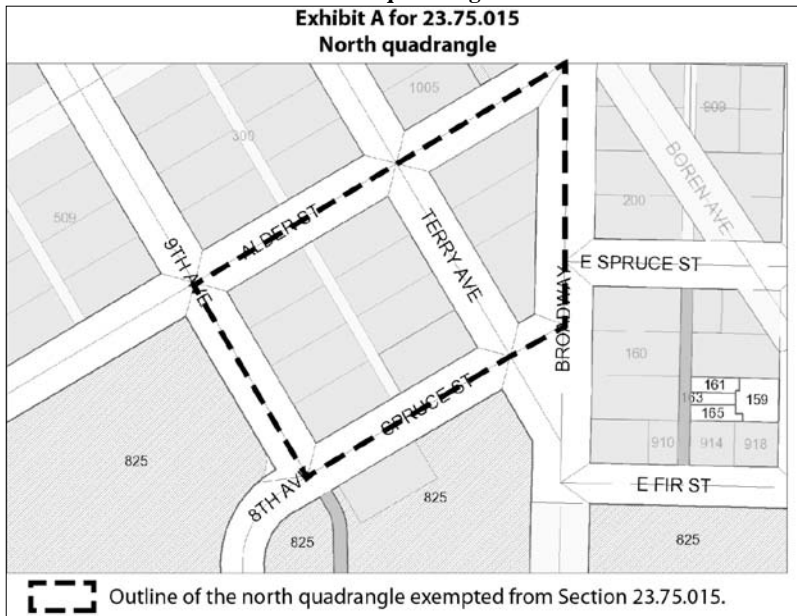 Exhibit A for 23.75.015
North quadrangle
1005
909
300
BOREN AVE
509
200
9TH AVE
ALDER ST
TERRY AVE
BROADWAY
E SPRUCE ST
160
161
163
159
165
SPRUCE ST
825
910
914
918
8TH AVE
825
E FIR ST
825
825
Outline of the north quadrangle exempted from Section 23.75.015.